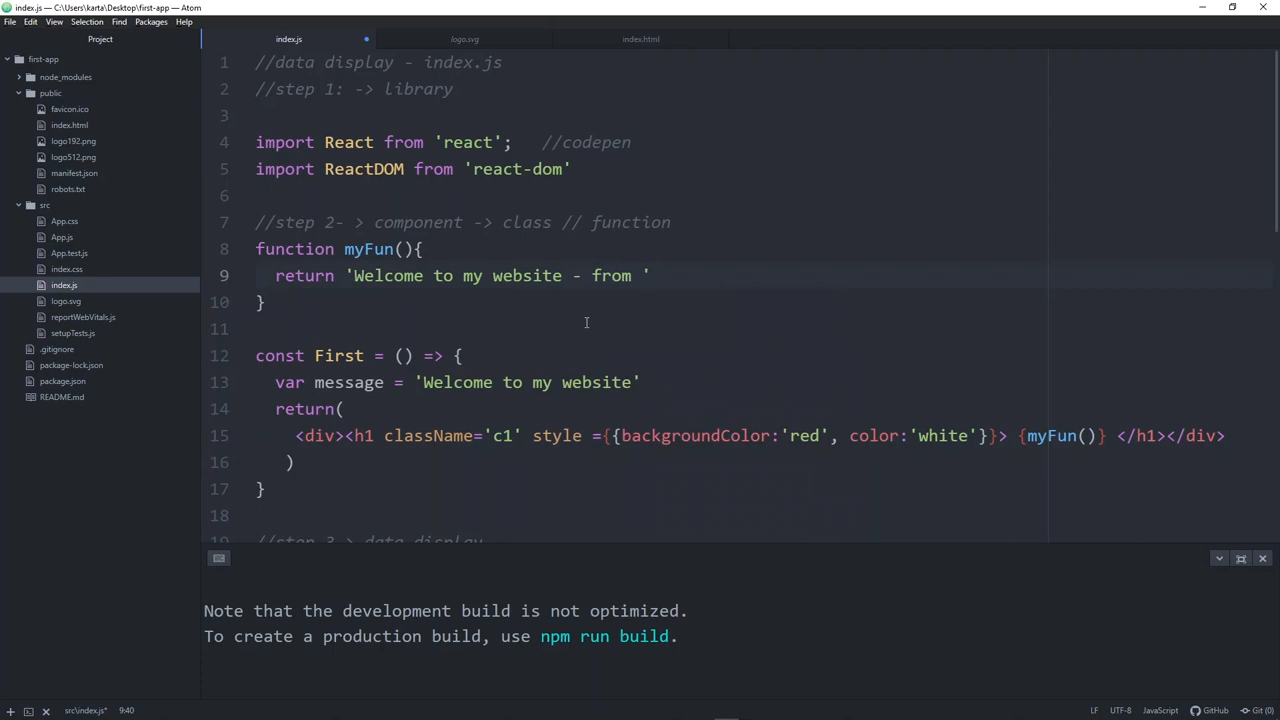 index.js — C:\Users\karta\Desktop\first-app — Atom
File Edit View Selection Find Packages Help
Project
first-app
node_modules
public
favicon.ico
index.html
logo192.png
logo512.png
manifest.json
robots.txt
src
App.css
App.js
App.test.js
index.css
index.js
logo.svg
reportWebVitals.js
setupTests.js
.gitignore
package-lock.json
package.json
README.md
index.js logo.svg index.html
1 //data display - index.js
2 //step 1: -> library
3
4 import React from 'react';   //codepen
5 import ReactDOM from 'react-dom'
6
7 //step 2- > component -> class // function
8 function myFun(){
9   return 'Welcome to my website - from '
10 }
11
12 const First = () => {
13   var message = 'Welcome to my website'
14   return(
15     <div><h1 className='c1' style ={{backgroundColor:'red', color:'white'}}> {myFun()} </h1></div>
16    )
17 }
18
19 //step 3 > data display
Note that the development build is not optimized.
To create a production build, use npm run build.
src\index.js* 9:40 LF UTF-8 JavaScript GitHub Git (0)